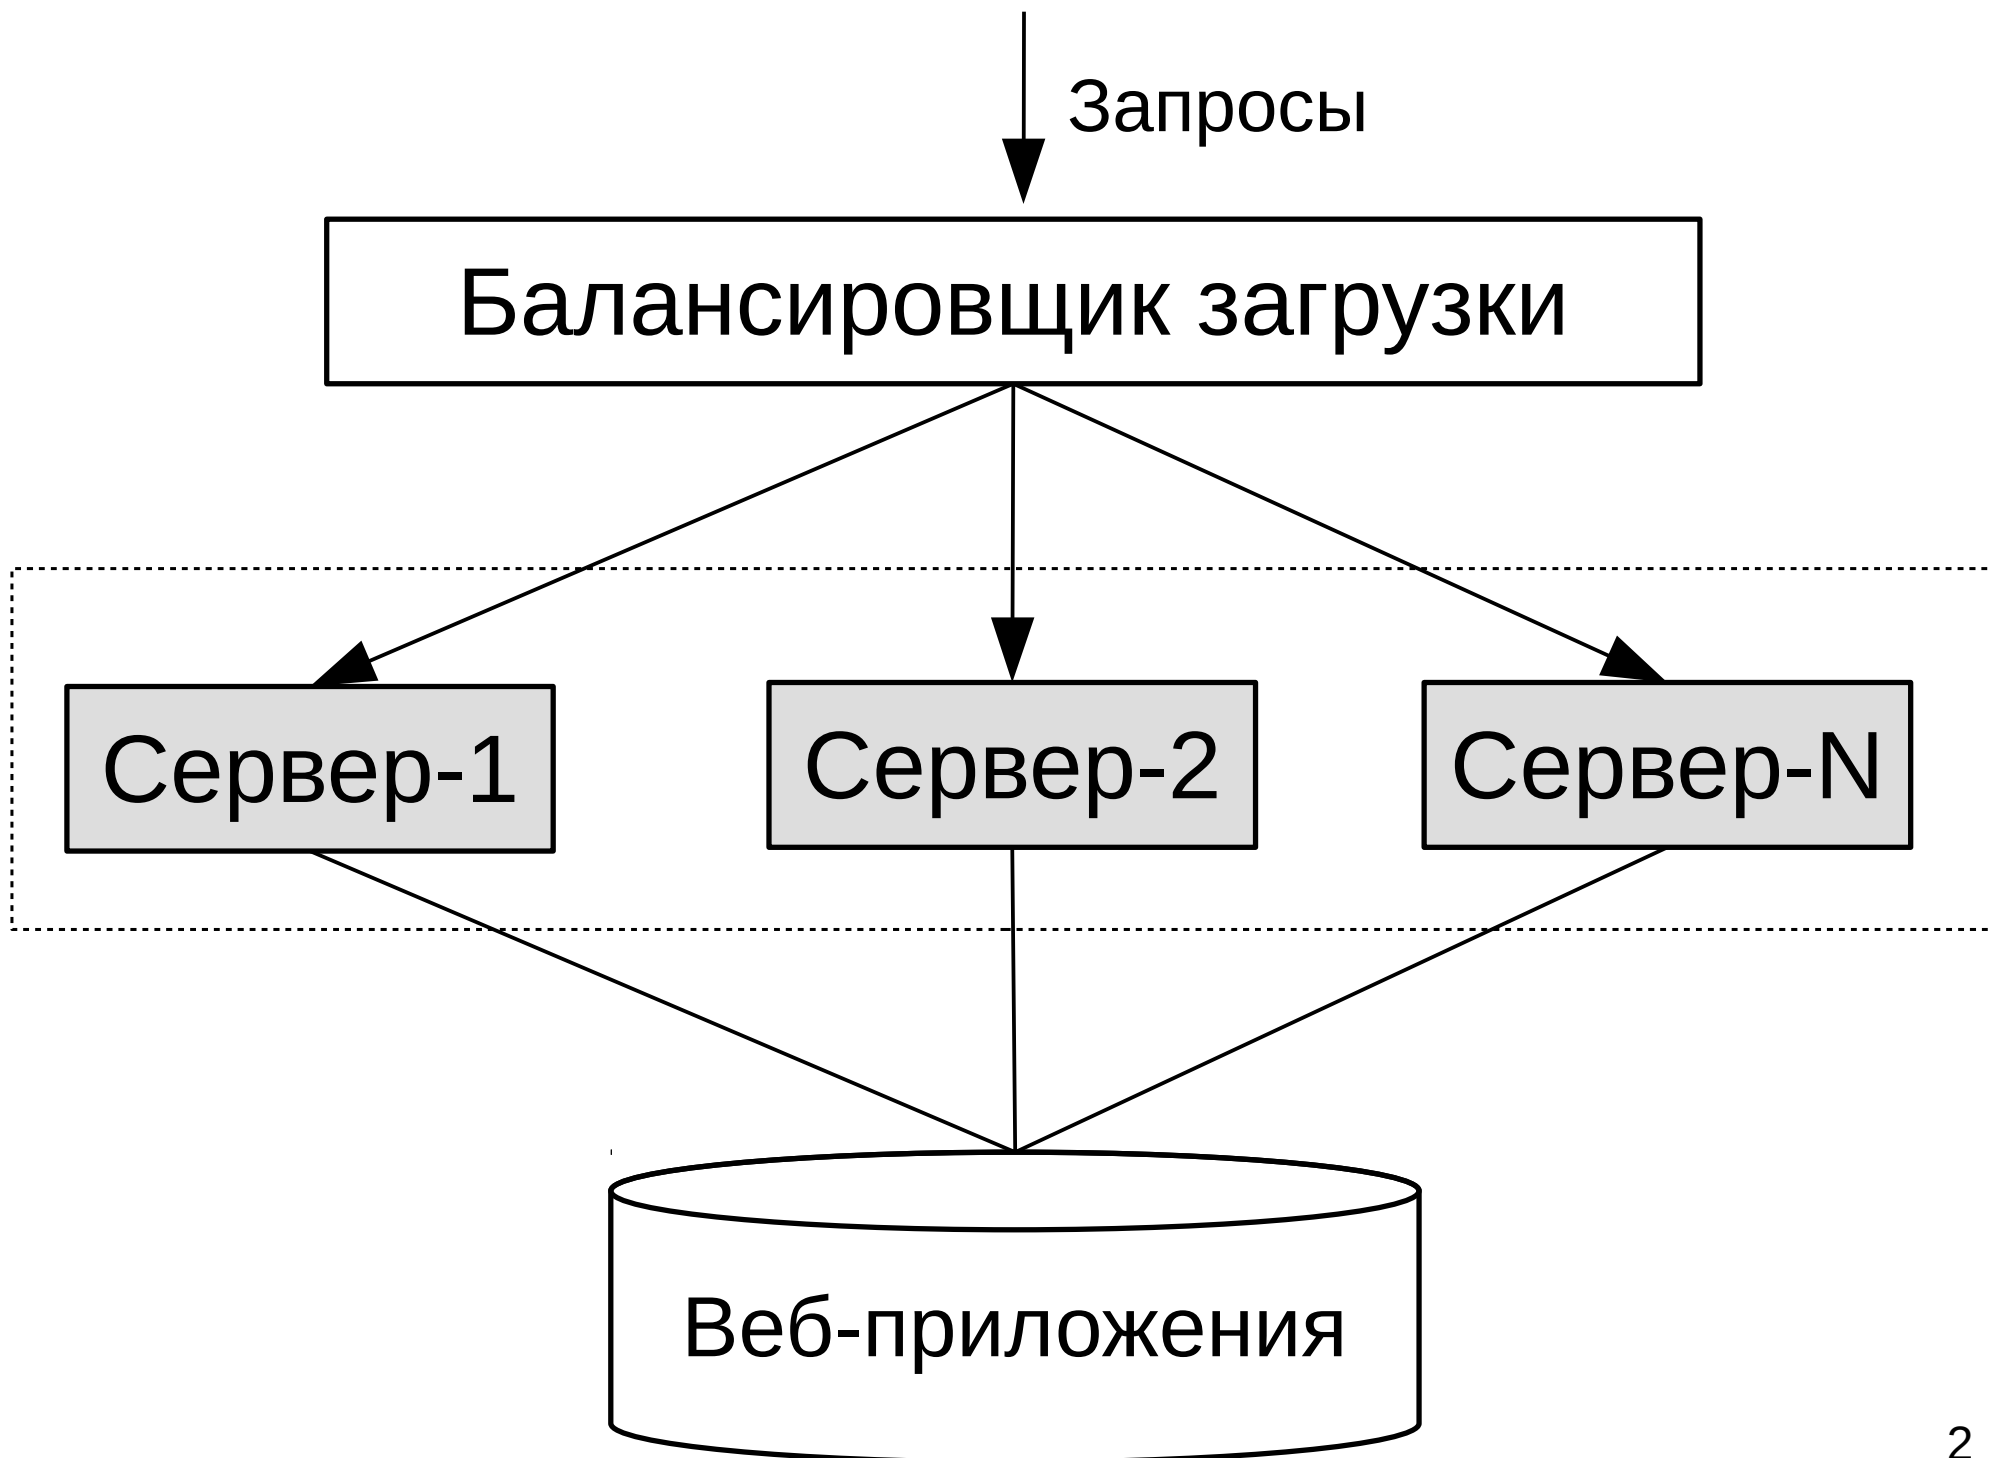 Запросы
Балансировщик загрузки
Сервер-1
Сервер-2
Сервер-N
Веб-приложения
2